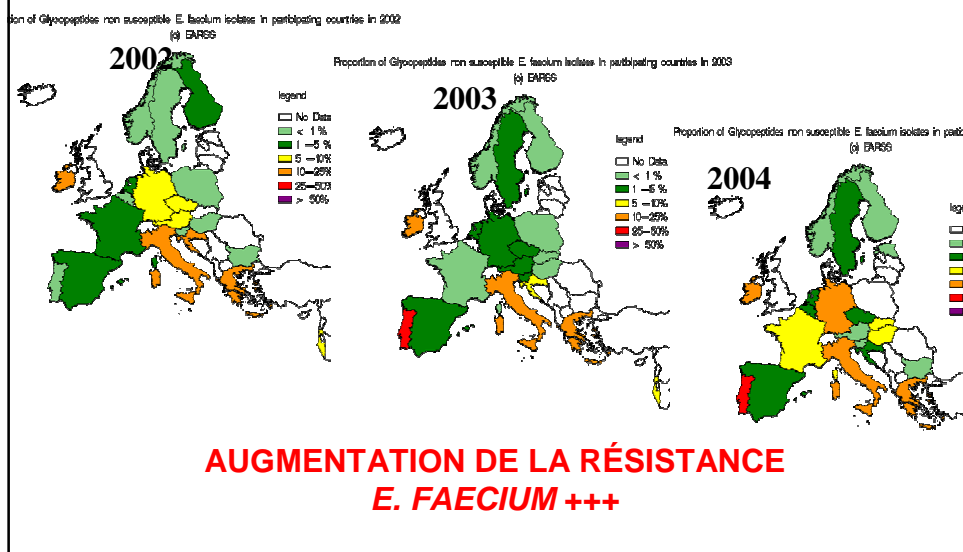 ion of Glycopeptides non susceptible E. faecium isolates in participating countries in 2002
(c) EARSS
2002
legend
No Data
< 1 %
1 –5 %
5 –10%
10–25%
25–50%
> 50%
Proportion of Glycopeptides non susceptible E. faecium isolates in participating countries in 2003
(c) EARSS
2003
legend
No Data
< 1 %
1 –5 %
5 –10%
10–25%
25–50%
> 50%
Proportion of Glycopeptides non susceptible E. faecium isolates in partic
(c) EARSS
2004
lege
AUGMENTATION DE LA RÉSISTANCE
E. FAECIUM +++